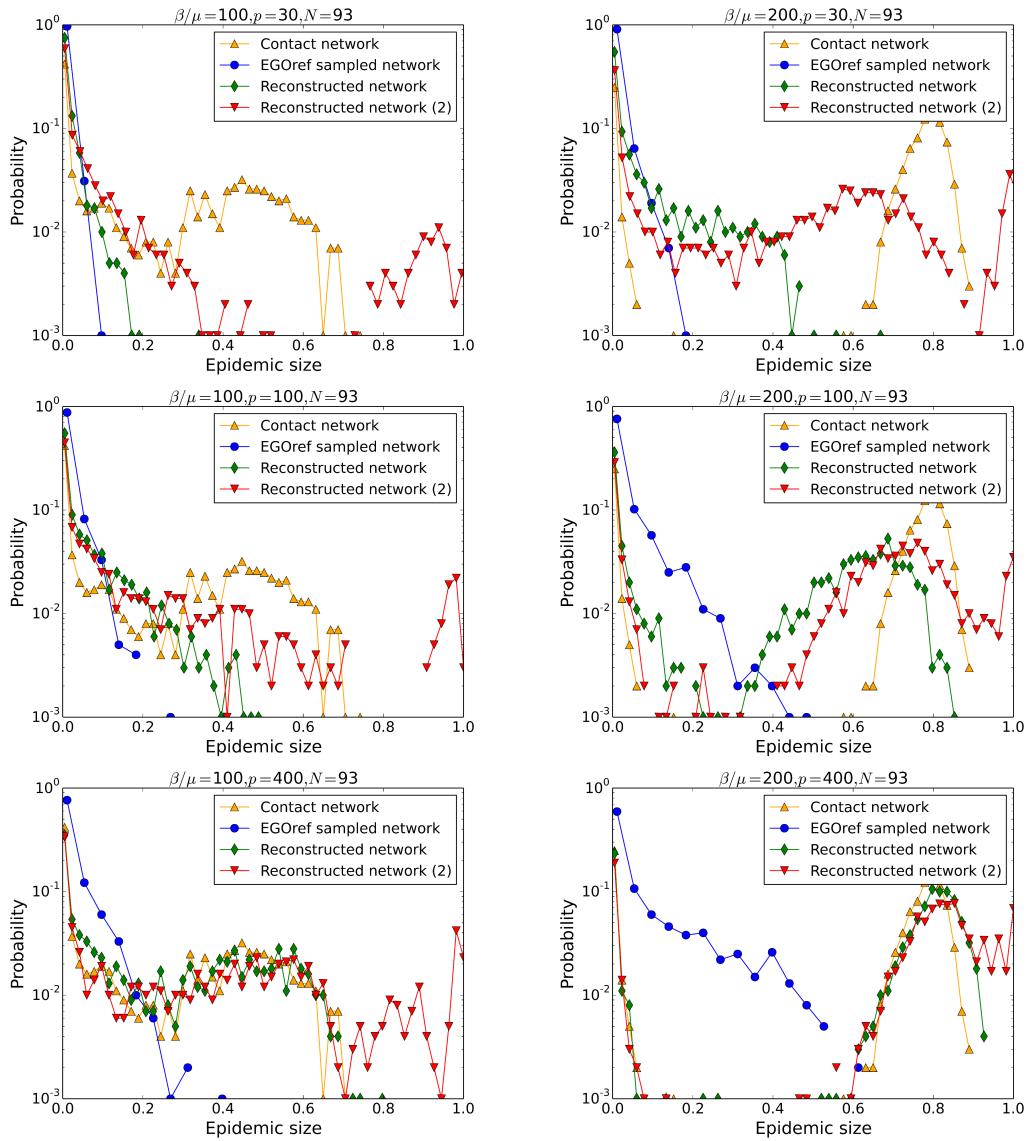 β/μ=100,p=30,N=93
10^0
10^-1
10^-2
10^-3
Probability
Contact network
EGOref sampled network
Reconstructed network
Reconstructed network (2)
0.0 0.2 0.4 0.6 0.8 1.0
Epidemic size
β/μ=200,p=30,N=93
10^0
10^-1
10^-2
10^-3
Probability
Contact network
EGOref sampled network
Reconstructed network
Reconstructed network (2)
0.0 0.2 0.4 0.6 0.8 1.0
Epidemic size
β/μ=100,p=100,N=93
10^0
10^-1
10^-2
10^-3
Probability
Contact network
EGOref sampled network
Reconstructed network
Reconstructed network (2)
0.0 0.2 0.4 0.6 0.8 1.0
Epidemic size
β/μ=200,p=100,N=93
10^0
10^-1
10^-2
10^-3
Probability
Contact network
EGOref sampled network
Reconstructed network
Reconstructed network (2)
0.0 0.2 0.4 0.6 0.8 1.0
Epidemic size
β/μ=100,p=400,N=93
10^0
10^-1
10^-2
10^-3
Probability
Contact network
EGOref sampled network
Reconstructed network
Reconstructed network (2)
0.0 0.2 0.4 0.6 0.8 1.0
Epidemic size
β/μ=200,p=400,N=93
10^0
10^-1
10^-2
10^-3
Probability
Contact network
EGOref sampled network
Reconstructed network
Reconstructed network (2)
0.0 0.2 0.4 0.6 0.8 1.0
Epidemic size